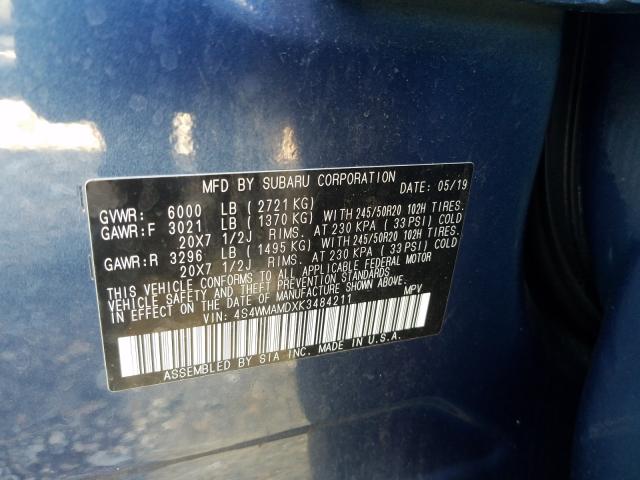 MFD BY SUBARU CORPORATION DATE: 05/19
GVWR: 6000 LB ( 2721 KG)
GAWR:F 3021 LB ( 1370 KG) WITH 245/50R20 102H TIRES.
20X7 1/2J RIMS. AT 230 KPA ( 33 PSI) COLD
GAWR:R 3296 LB ( 1495 KG) WITH 245/50R20 102H TIRES.
20X7 1/2J RIMS. AT 230 KPA ( 33 PSI) COLD
THIS VEHICLE CONFORMS TO ALL APPLICABLE FEDERAL MOTOR
VEHICLE SAFETY AND THEFT PREVENTION STANDARDS
IN EFFECT ON THE DATE OF MANUFACTURE SHOWN ABOVE.
VIN: 4S4WMAMDXK3484211 MPV
ASSEMBLED BY SIA INC. MADE IN U.S.A.